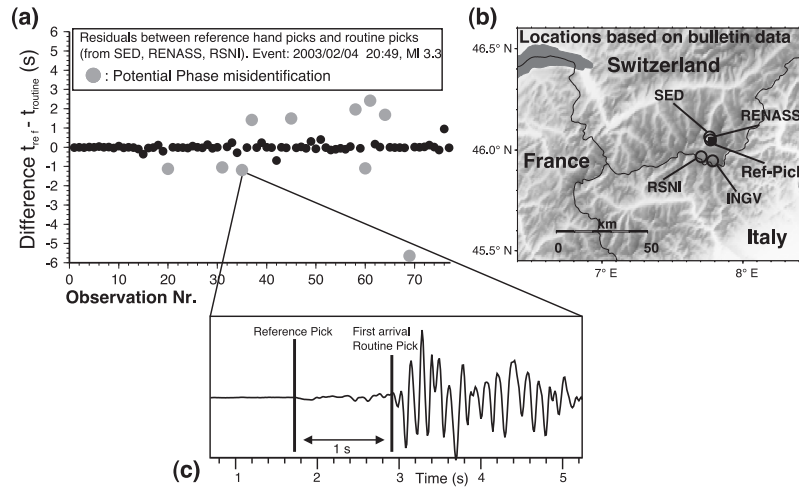 (a)
Residuals between reference hand picks and routine picks
(from SED, RENASS, RSNI). Event: 2003/02/04 20:49, Ml 3.3
: Potential Phase misidentification
Difference t ref - t routine (s)
6
5
4
3
2
1
0
-1
-2
-3
-4
-5
-6
0 10 20 30 40 50 60 70
Observation Nr.
(b)
Locations based on bulletin data
46.5° N
46.0° N
45.5° N
Switzerland
SED
RENASS
France
Ref-Pick
RSNI
INGV
km
0 50
Italy
7° E 8° E
Reference Pick
First arrival
Routine Pick
1 s
(c)
1 2 3 4 5
Time (s)